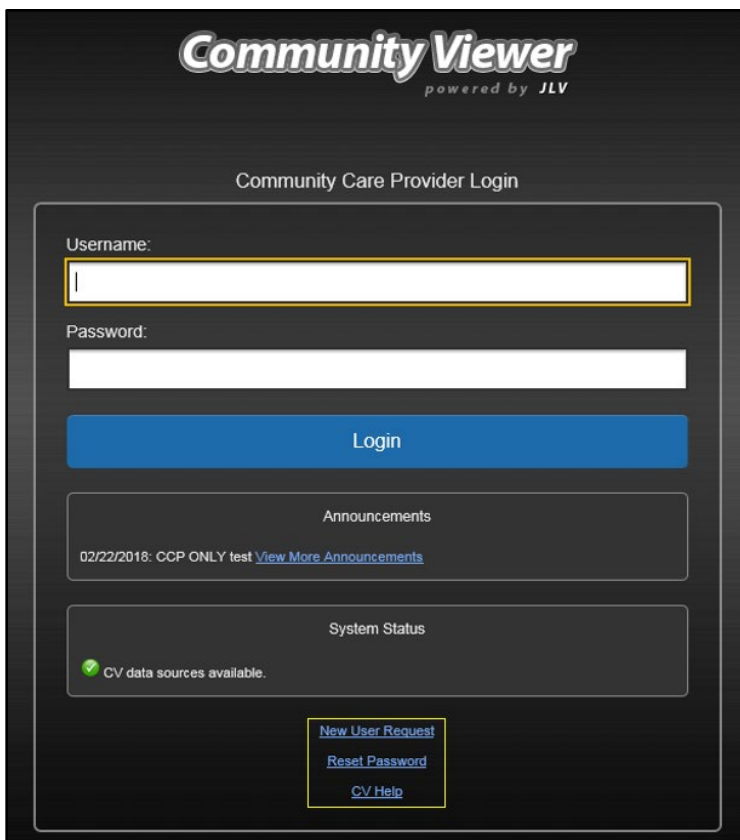 Community Viewer
powered by JLV
Community Care Provider Login
Username:
Password:
Login
Announcements
02/22/2018: CCP ONLY test View More Announcements
System Status
CV data sources available.
New User Request
Reset Password
CV Help